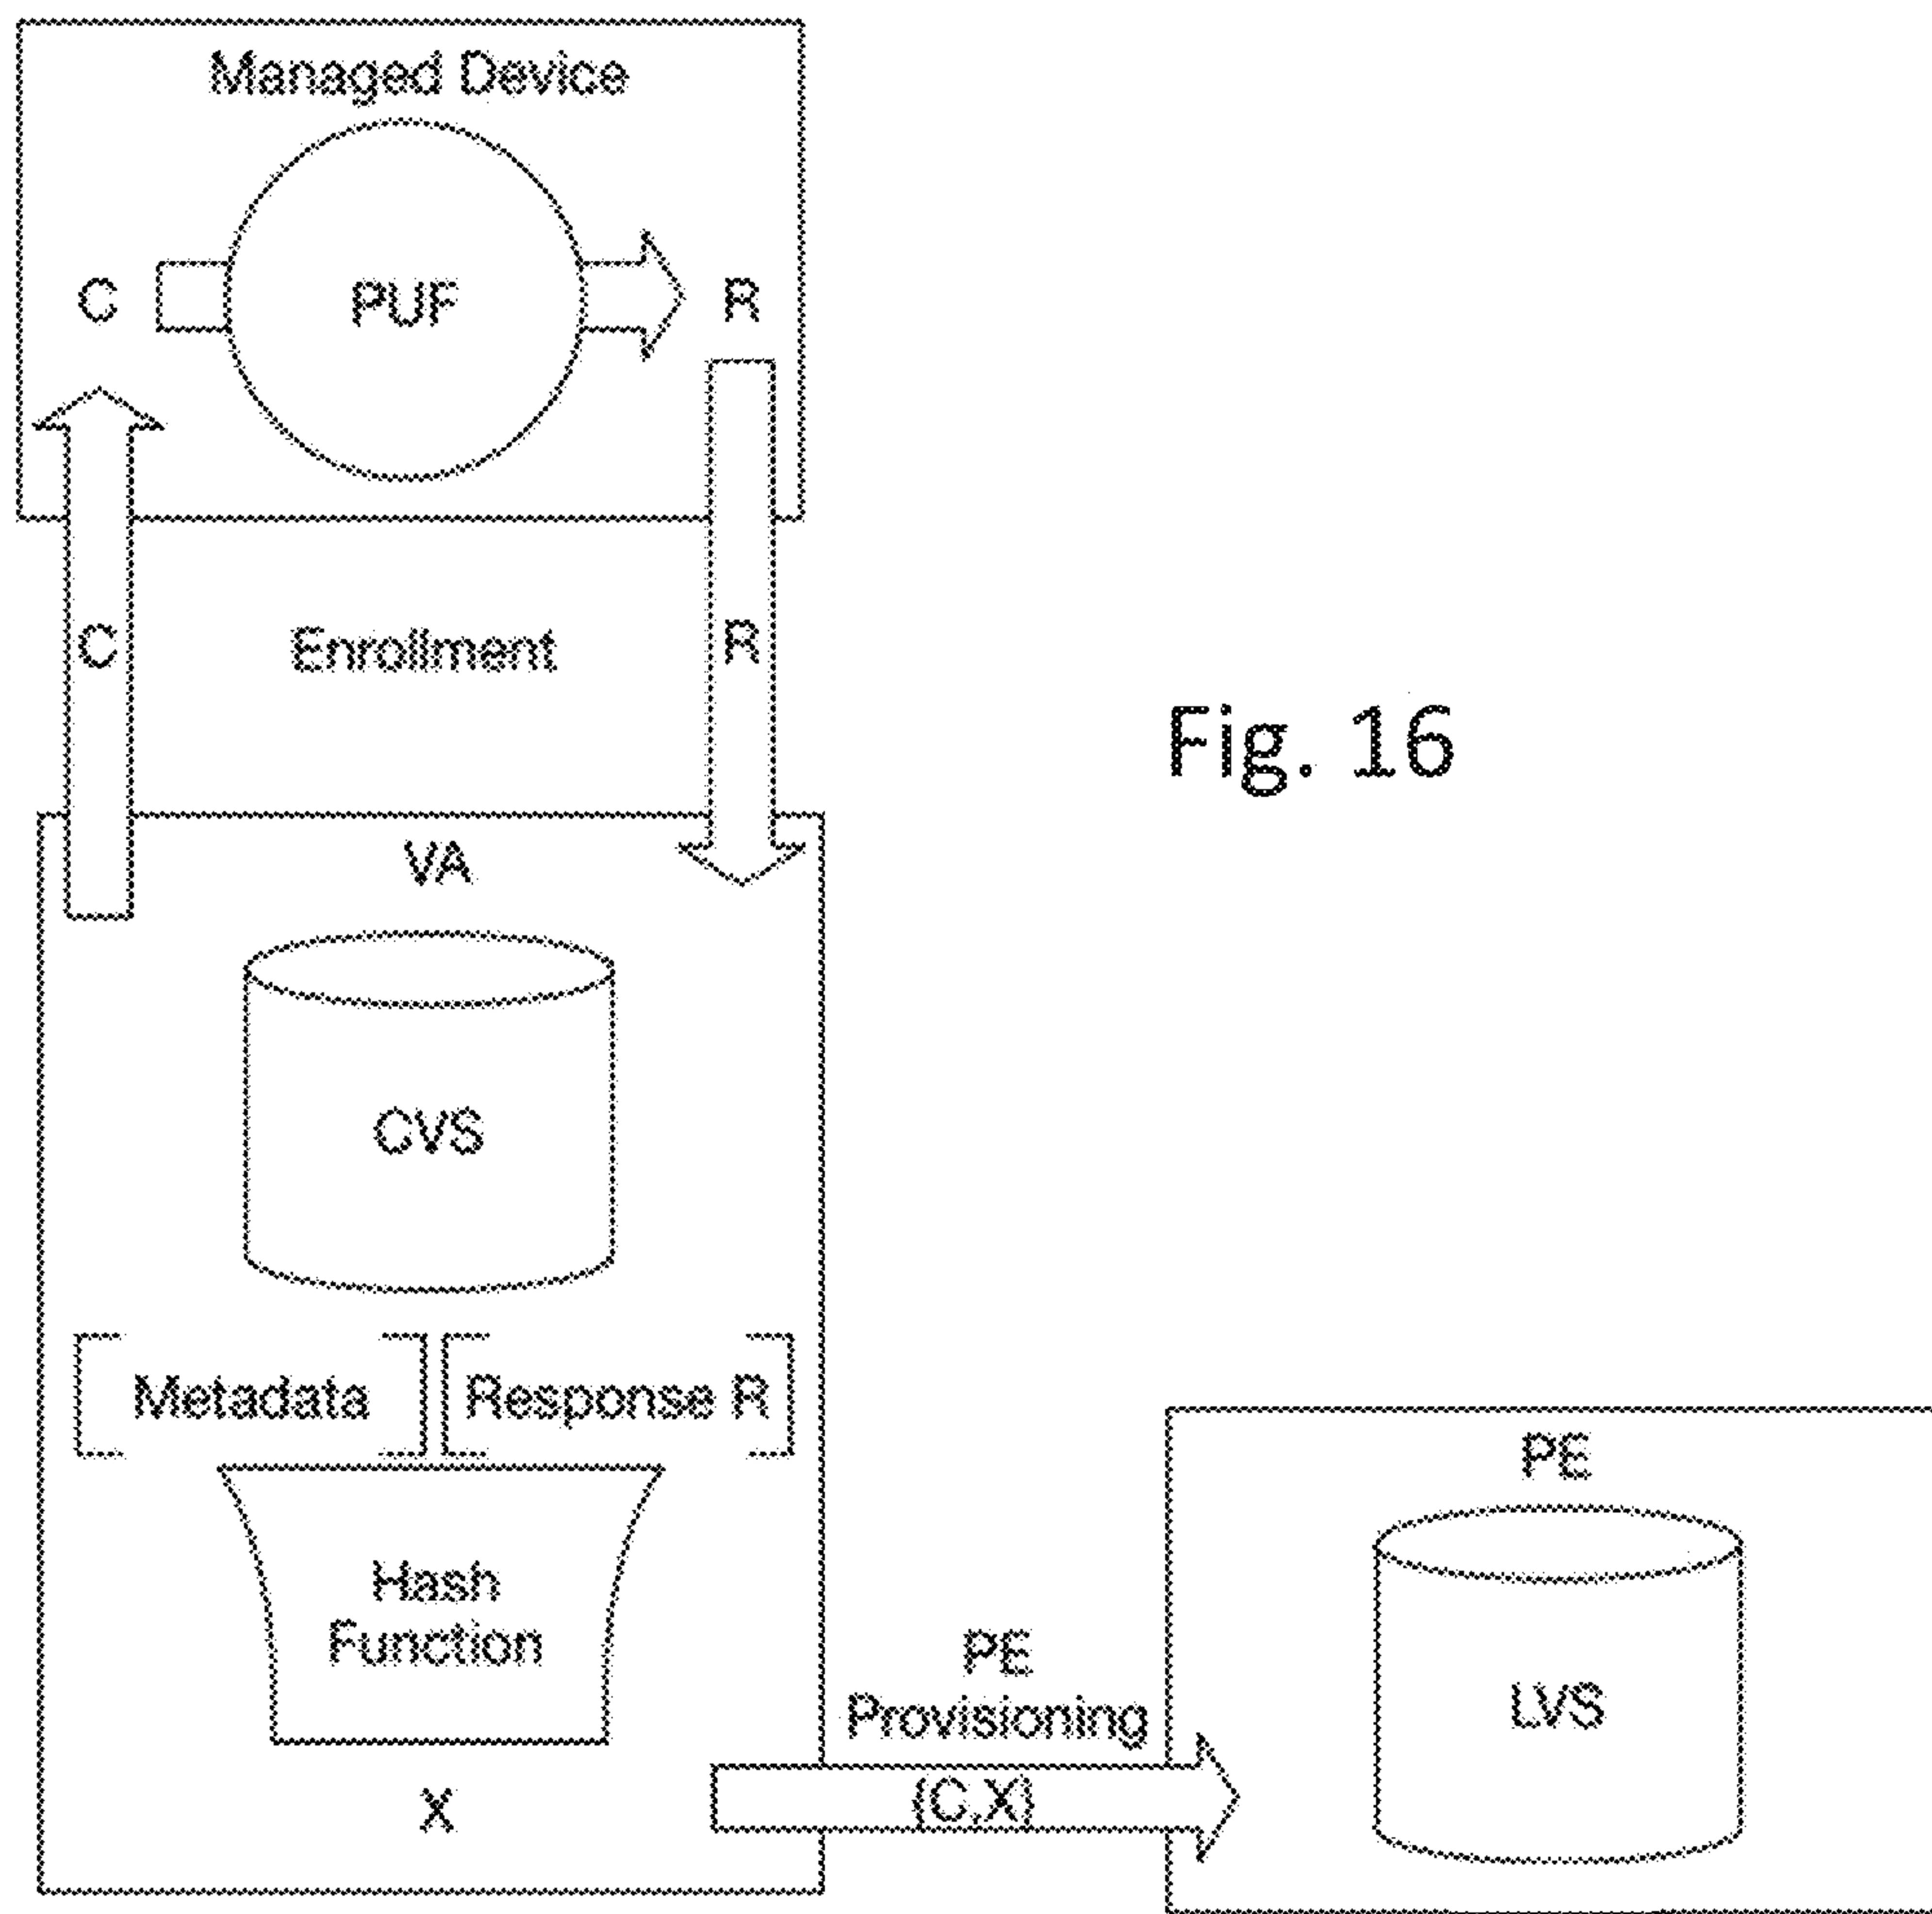 Managed Device
C
PUF
R
C
Enrollment
R
Fig. 16
VA
CVS
Metadata
Response R
Hash
Function
X
PE
Provisioning
(C,X)
PE
LVS